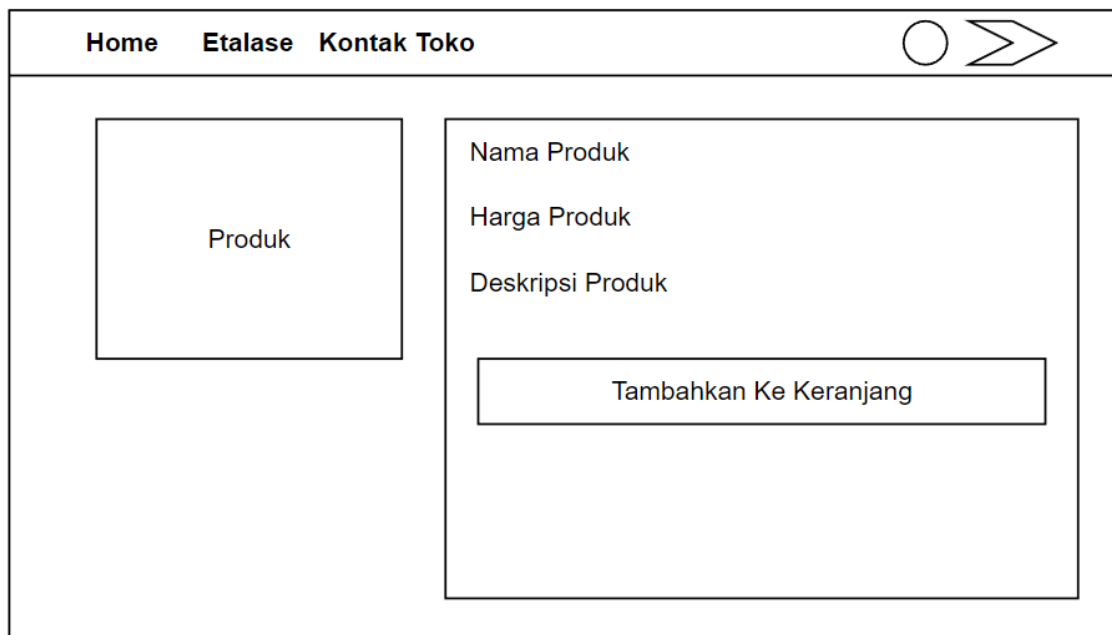 Home Etalase Kontak Toko
Produk
Nama Produk
Harga Produk
Deskripsi Produk
Tambahkan Ke Keranjang